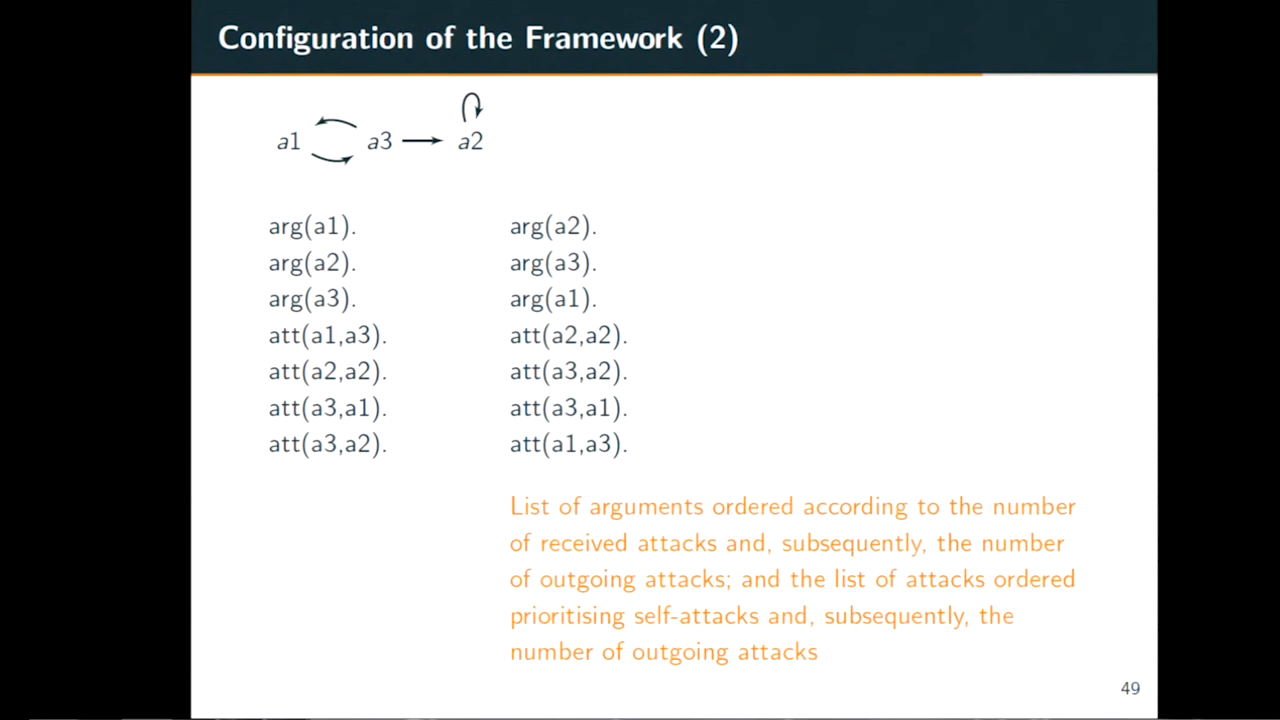 Configuration of the Framework (2)
a1 a3 a2
arg(a1).
arg(a2).
arg(a3).
att(a1,a3).
att(a2,a2).
att(a3,a1).
att(a3,a2).
arg(a2).
arg(a3).
arg(a1).
att(a2,a2).
att(a3,a2).
att(a3,a1).
att(a1,a3).
List of arguments ordered according to the number
of received attacks and, subsequently, the number
of outgoing attacks; and the list of attacks ordered
prioritising self-attacks and, subsequently, the
number of outgoing attacks
49